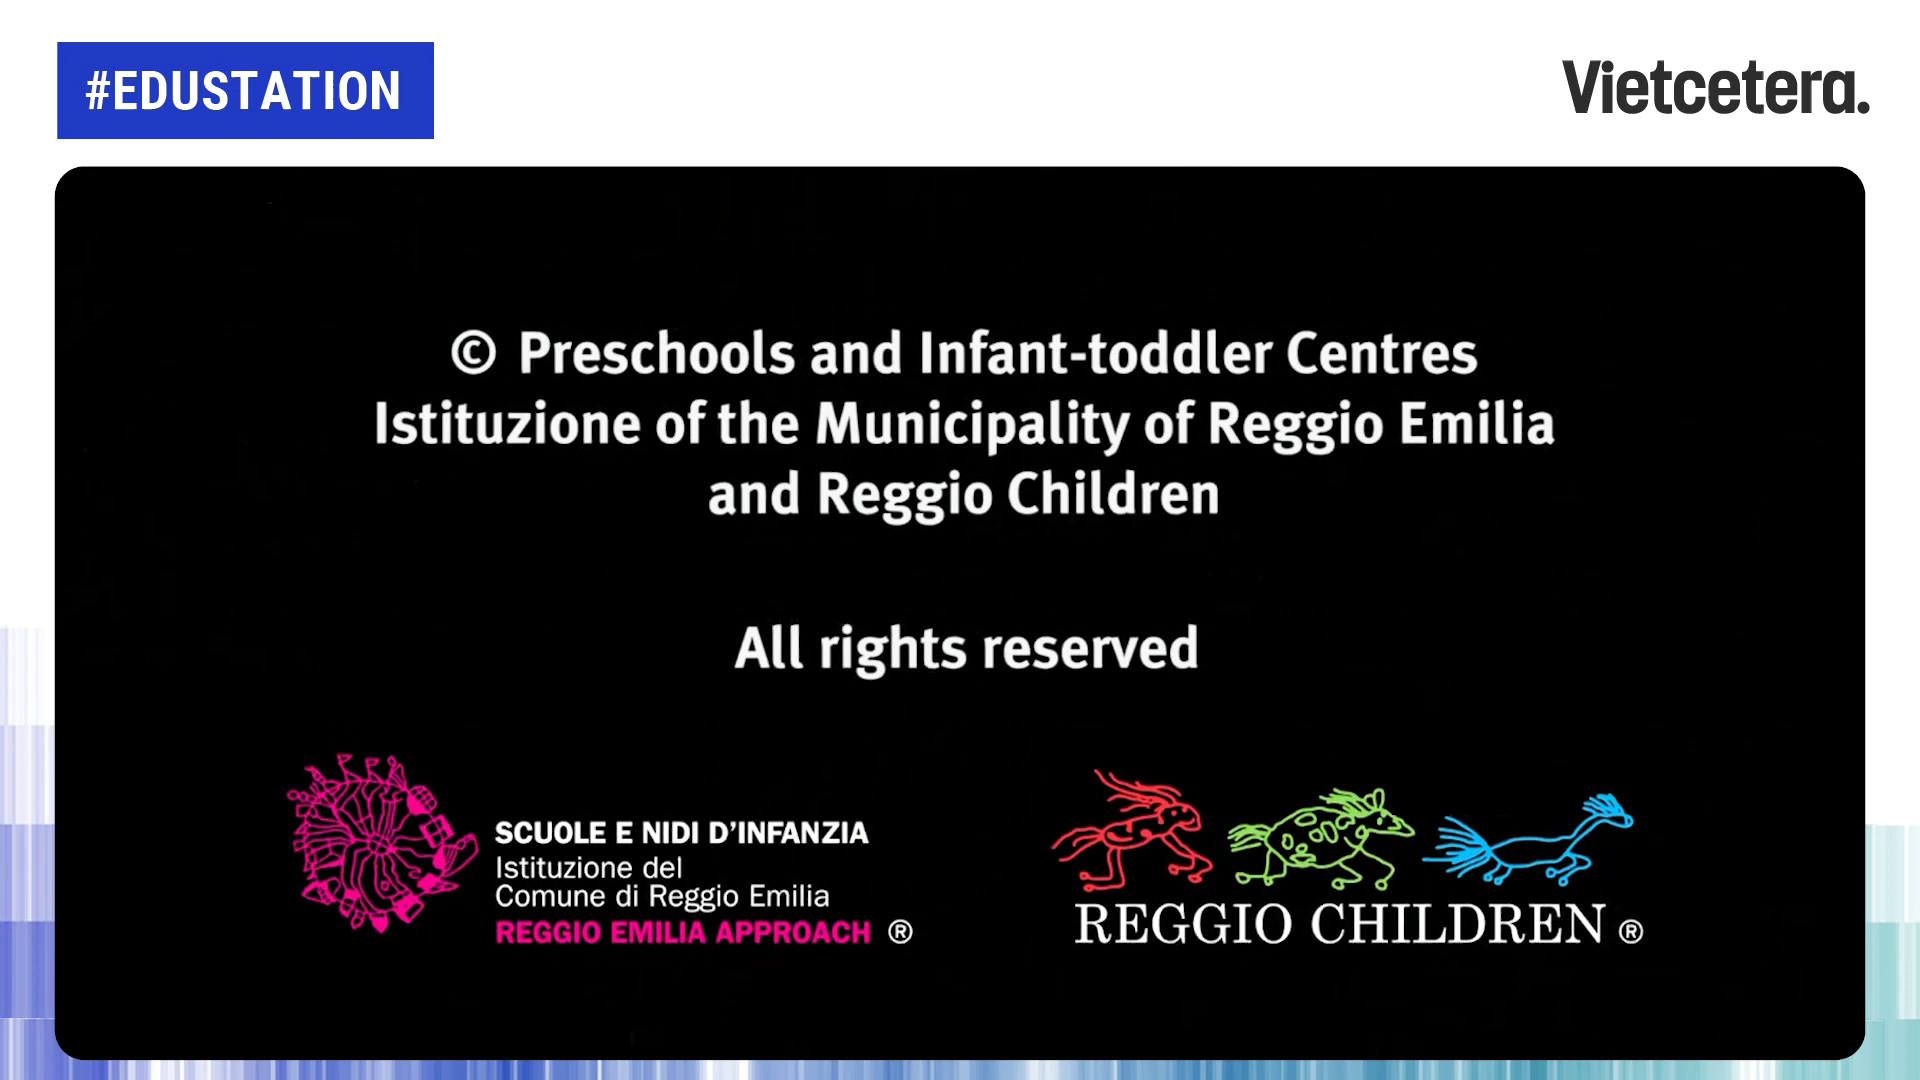 #EDUSTATION
Vietcetera.
© Preschools and Infant-toddler Centres
Istituzione of the Municipality of Reggio Emilia
and Reggio Children
All rights reserved
SCUOLE E NIDI D'INFANZIA
Istituzione del
Comune di Reggio Emilia
REGGIO EMILIA APPROACH ®
REGGIO CHILDREN ®